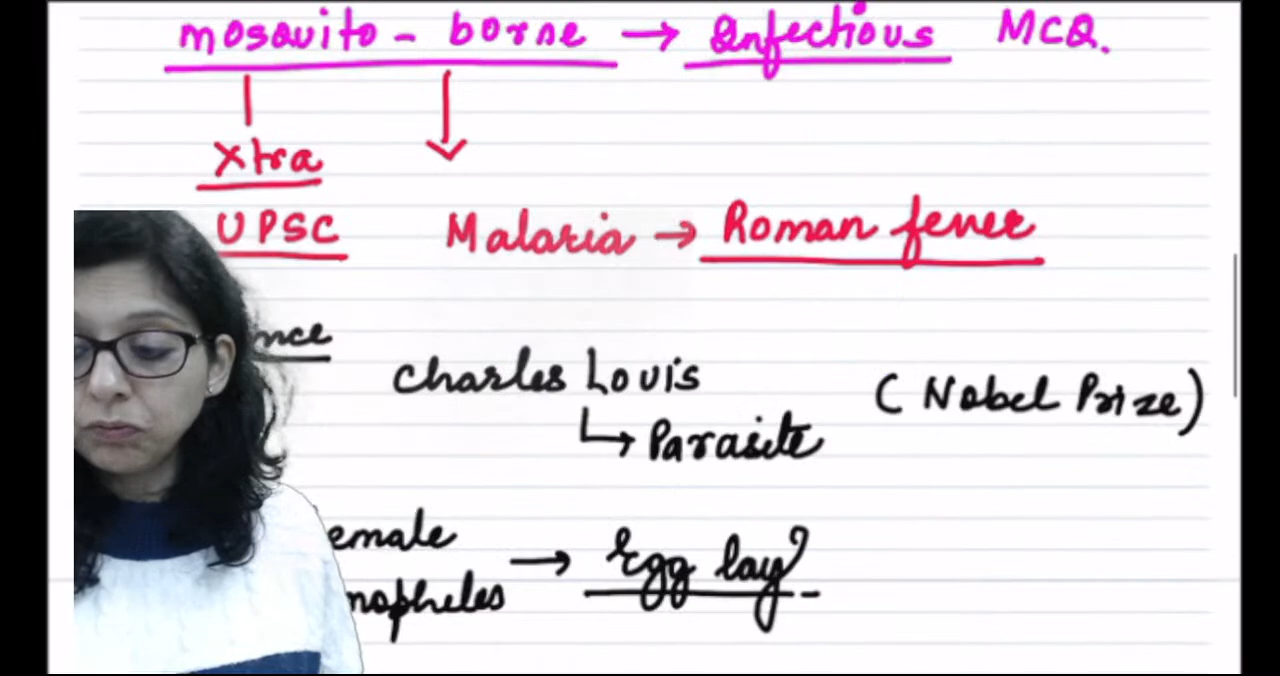 mosquito - borne → Infectious MCQ.
Xtra
UPSC Malaria → Roman fever
nce
Charles Louis (Nobel Prize)
↳ Parasite
emale → Egg lay?
nopheles